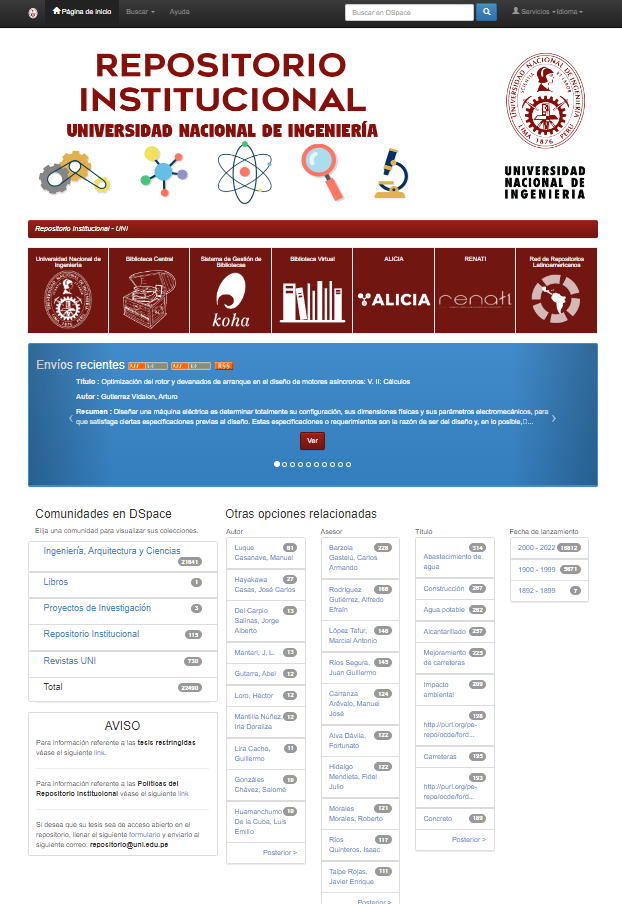 Página de inicio
Buscar
Ayuda
Buscar en DSpace
Servicios
Idioma
REPOSITORIO
INSTITUCIONAL
UNIVERSIDAD NACIONAL DE INGENIERÍA
UNIVERSIDAD
NACIONAL DE
INGENIERIA
Repositorio Institucional - UNI
Universidad Nacional de
Ingeniería
Biblioteca Central
Sistema de Gestión de
Bibliotecas
koha
Biblioteca Virtual
ALICIA
ALICIA
RENATI
renati
Red de Repositorios
Latinoamericanos
Envíos recientes
RSS
Título : Optimización del rotor y devanados de arranque en el diseño de motores asíncronos: V. II: Cálculos
Autor : Gutierrez Vidalon, Arturo
Resumen : Diseñar una máquina eléctrica es determinar totalmente su configuración, sus dimensiones físicas y sus parámetros electromecánicos, para
que satisfaga ciertas especificaciones previas al diseño. Estas especificaciones o requerimientos son la razón de ser del diseño y, en lo posible,...
Ver
Comunidades en DSpace
Elija una comunidad para visualizar sus colecciones.
Ingeniería, Arquitectura y Ciencias
21641
Libros 1
Proyectos de Investigación 3
Repositorio Institucional 115
Revistas UNI 730
Total 22490
AVISO
Para información referente a las tesis restringidas
véase el siguiente link.
Para información referente a las Políticas del
Repositorio Institucional véase el siguiente link
Si desea que su tesis sea de acceso abierto en el
repositorio, llenar el siguiente formulario y enviarlo al
siguiente correo: repositorio@uni.edu.pe
Otras opciones relacionadas
Autor
Luque 81
Casanave, Manuel
Hayakawa 27
Casas, José Carlos
Del Carpio 13
Salinas, Jorge
Alberto
Mantari, J. L. 13
Gutarra, Abel 12
Loro, Héctor 12
Mantilla Núñez, 12
Iria Doraliza
Lira Cacho, 11
Guillermo
Gonzáles 10
Chávez, Salomé
Huamanchumo 10
De la Cuba, Luis
Emilio
Posterior >
Asesor
Barzola 228
Gastelú, Carlos
Armando
Rodríguez 166
Gutiérrez, Alfredo
Efraín
López Tafur, 146
Marcial Antonio
Ríos Segura, 145
Juan Guillermo
Carranza 124
Arévalo, Manuel
José
Alva Dávila, 122
Fortunato
Hidalgo 122
Mendieta, Fidel
Julio
Morales 121
Morales, Roberto
Ríos 117
Quinteros, Isaac
Taipe Rojas, 111
Javier Enrique
Posterior >
Título
314
Abastecimiento de
agua
Construcción 267
Agua potable 262
Alcantarillado 257
Mejoramiento 225
de carreteras
Impacto 209
ambiental
198
http://purl.org/pe-
repo/ocde/ford...
Carreteras 195
193
http://purl.org/pe-
repo/ocde/ford...
Concreto 189
Posterior >
Fecha de lanzamiento
2000 - 2022 16812
1900 - 1999 5671
1892 - 1899 7